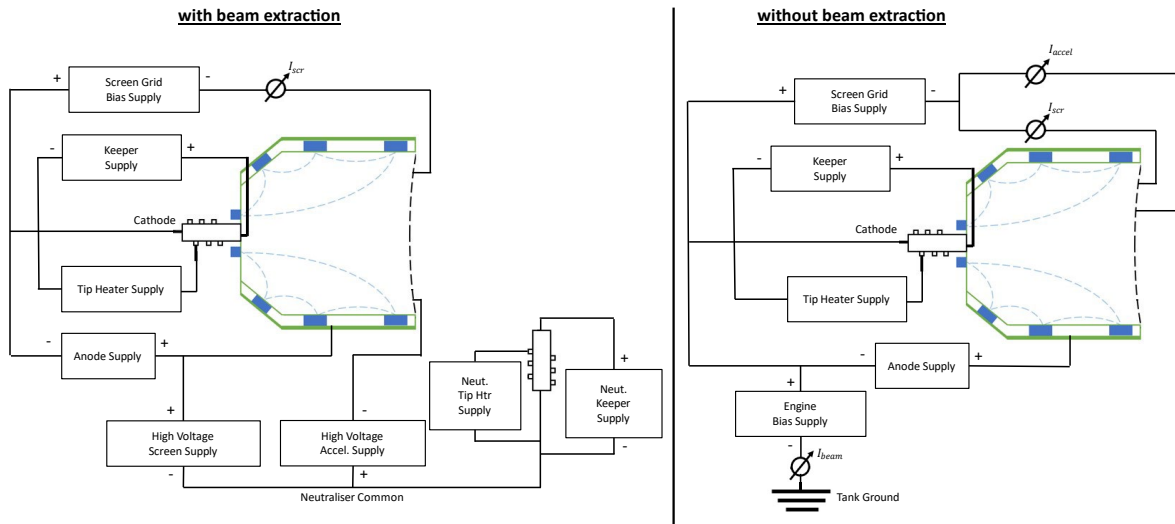 with beam extraction
+
-
I_scr
Screen Grid
Bias Supply
-
+
Keeper
Supply
Cathode
Tip Heater Supply
-
+
Anode Supply
+
-
High Voltage
Screen Supply
-
+
High Voltage
Accel. Supply
Neutraliser Common
Neut.
Tip Htr
Supply
+
-
Neut.
Keeper
Supply
without beam extraction
I_accel
+
-
Screen Grid
Bias Supply
I_scr
-
+
Keeper
Supply
Cathode
Tip Heater Supply
-
+
Anode Supply
+
-
Engine
Bias Supply
I_beam
Tank Ground